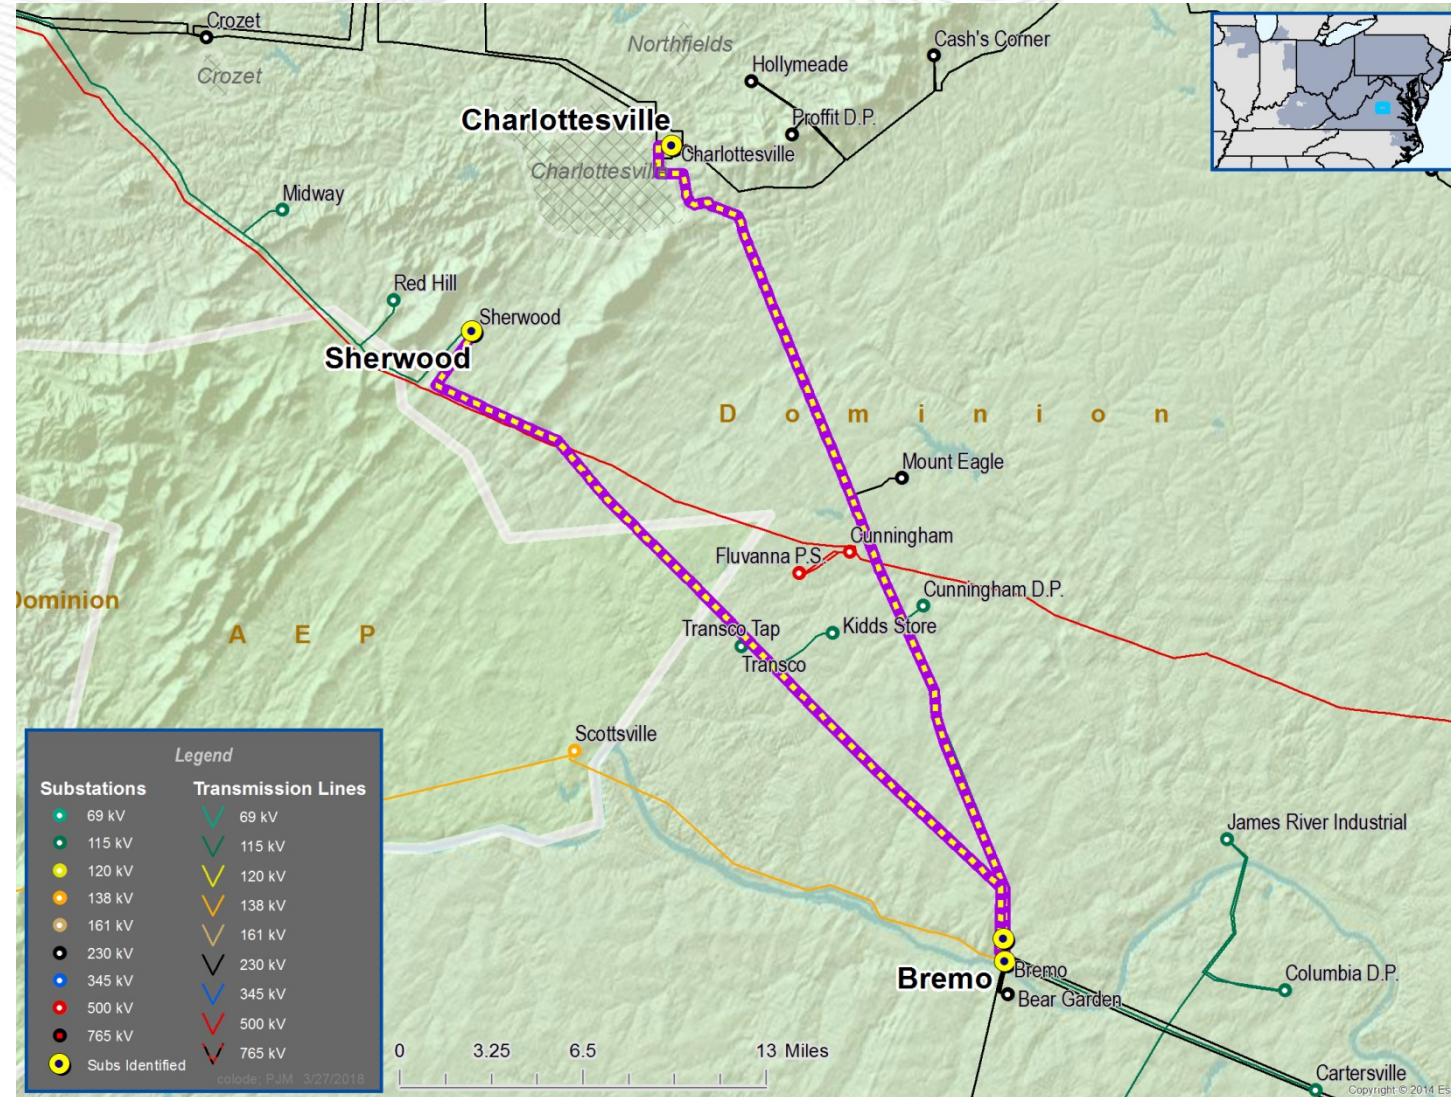 Crozet
Crozet
Northfields
Cash's Corner
Hollymeade
Proffit D.P.
Charlottesville
Charlottesville
Midway
Red Hill
Sherwood
Sherwood
D o m i n i o n
Mount Eagle
Cunningham
Fluvanna P.S.
Cunningham D.P.
Dominion
A E P
Transco Tap
Kidds Store
Transco
Scottsville
James River Industrial
Bremo
Bremo
Bear Garden
Columbia D.P.
Cartersville
Legend
Substations
69 kV
115 kV
120 kV
138 kV
161 kV
230 kV
345 kV
500 kV
765 kV
Subs Identified
Transmission Lines
69 kV
115 kV
120 kV
138 kV
161 kV
230 kV
345 kV
500 kV
765 kV
colode; PJM 3/27/2018
0 3.25 6.5 13 Miles
Copyright:© 2014